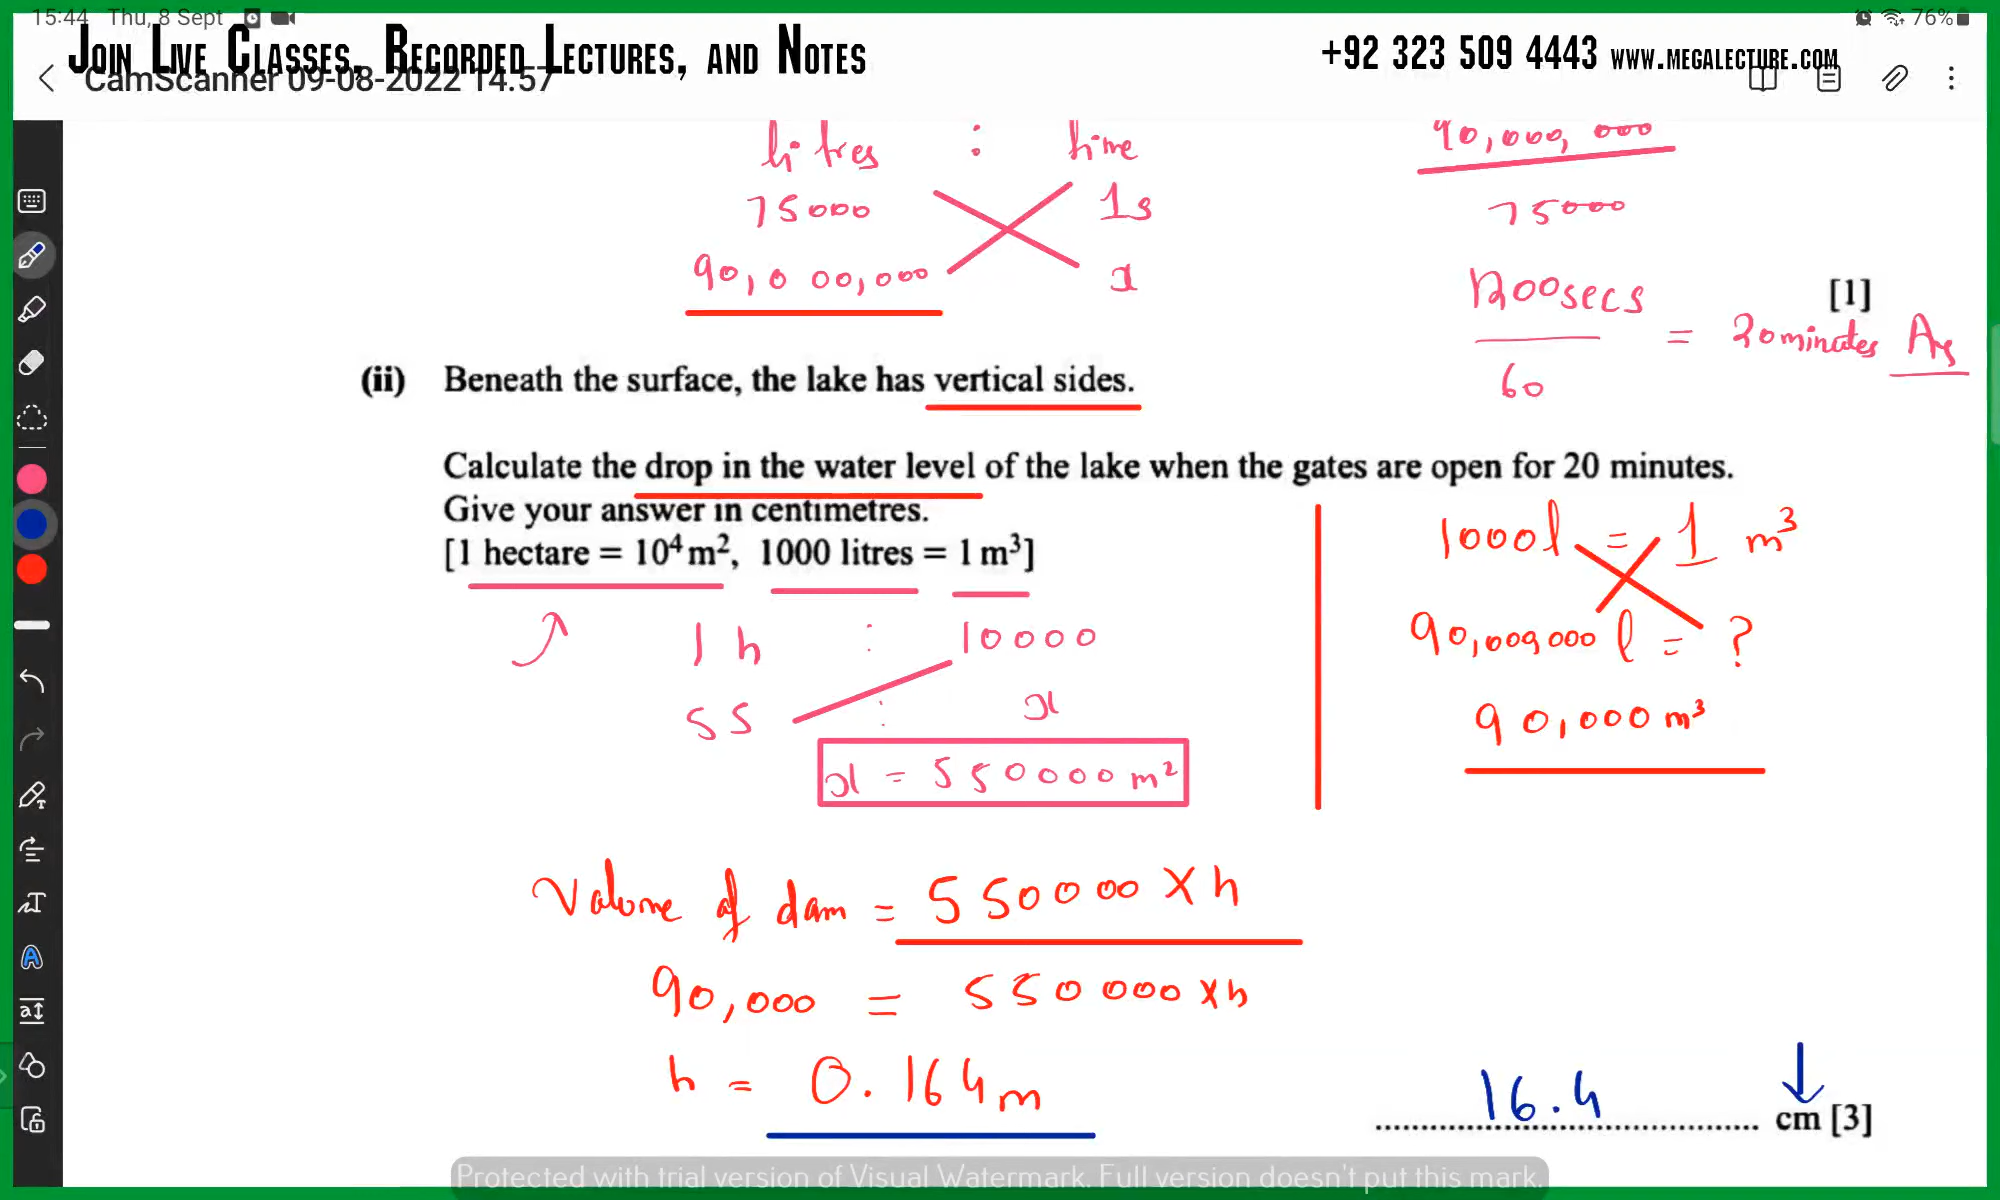 15:44 Thu, 8 Sept 76%
JOIN LIVE CLASSES, RECORDED LECTURES, AND NOTES +92 323 509 4443 WWW.MEGALECTURE.COM
CamScanner 09-08-2022 14.57
litres : time
75000 1s
90,000,000 x
90,000,000
75000
1200secs
60
= 20minutes As
[1]
(ii) Beneath the surface, the lake has vertical sides.
Calculate the drop in the water level of the lake when the gates are open for 20 minutes.
Give your answer in centimetres.
[1 hectare = 10⁴ m², 1000 litres = 1 m³]
1 h : 10000
55 : x
x = 550000 m²
1000l = 1 m³
90,000,000 l = ?
90,000 m³
Volume of dam = 550000 x h
90,000 = 550000 x h
h = 0.164 m
16.4
cm [3]
Protected with trial version of Visual Watermark. Full version doesn't put this mark.